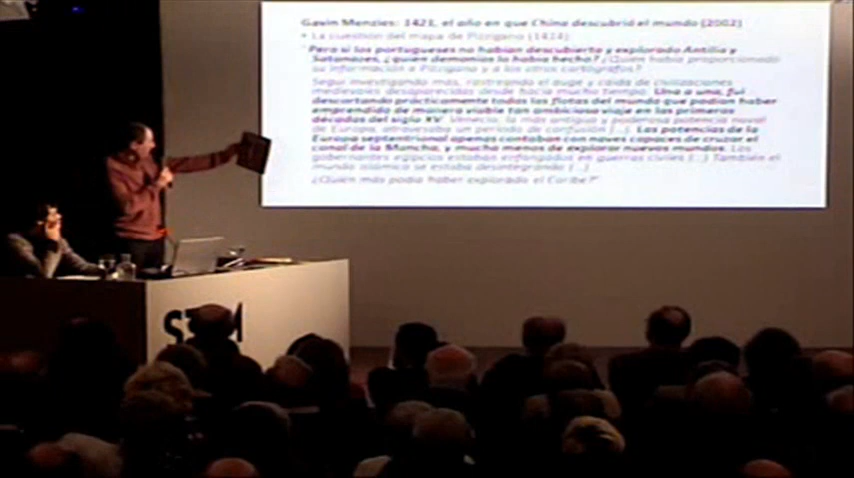 Gavin Menzies: 1421, el año en que China descubrió el mundo (2002)
• La cuestión del mapa de Pizzigano (1424):
"Pero si los portugueses no habían descubierto y explorado Antilia y
Satanazes, ¿quién demonios lo había hecho? ¿Quién había proporcionado
su información a Pizzigano y a los otros cartógrafos?
Seguí investigando más, rastreando el auge y caída de civilizaciones
medievales desaparecidas desde hacía mucho tiempo. Una a una, fui
descartando prácticamente todas las flotas del mundo que podían haber
emprendido de manera viable tan ambicioso viaje en las primeras
décadas del siglo XV. Venecia, la más antigua y poderosa potencia naval
de Europa, atravesaba un período de confusión (...). Las potencias de la
Europa septentrional apenas contaban con naves capaces de cruzar el
canal de la Mancha, y mucho menos de explorar nuevos mundos. Los
gobernantes egipcios estaban enfangados en guerras civiles (...) También el
mundo islámico se estaba desintegrando (...)
¿Quién más podía haber explorado el Caribe?"